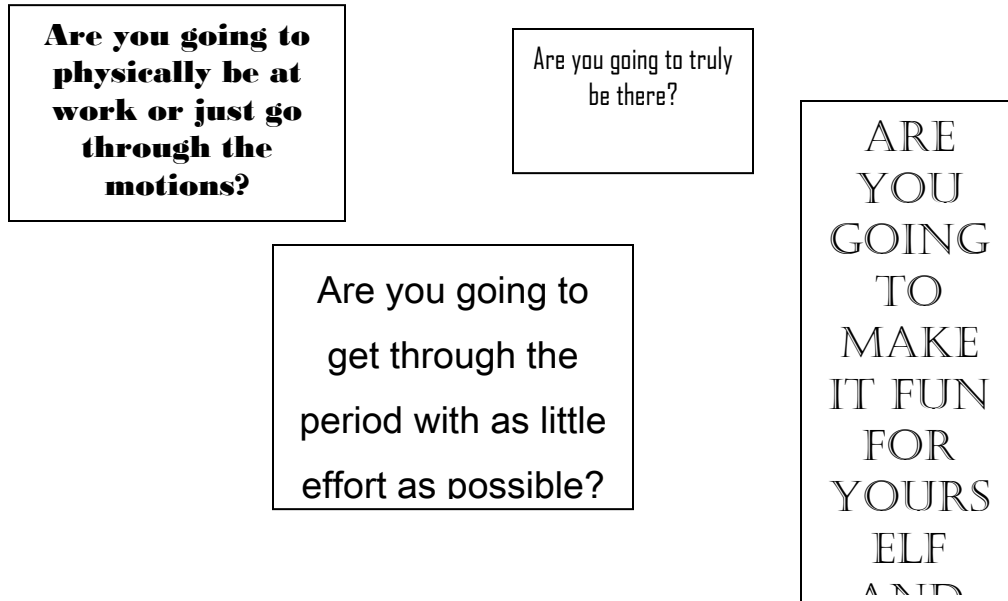 Are you going to
physically be at
work or just go
through the
motions?
Are you going to truly
be there?
Are you going to
get through the
period with as little
effort as possible?
ARE
YOU
GOING
TO
MAKE
IT FUN
FOR
YOURS
ELF
AND